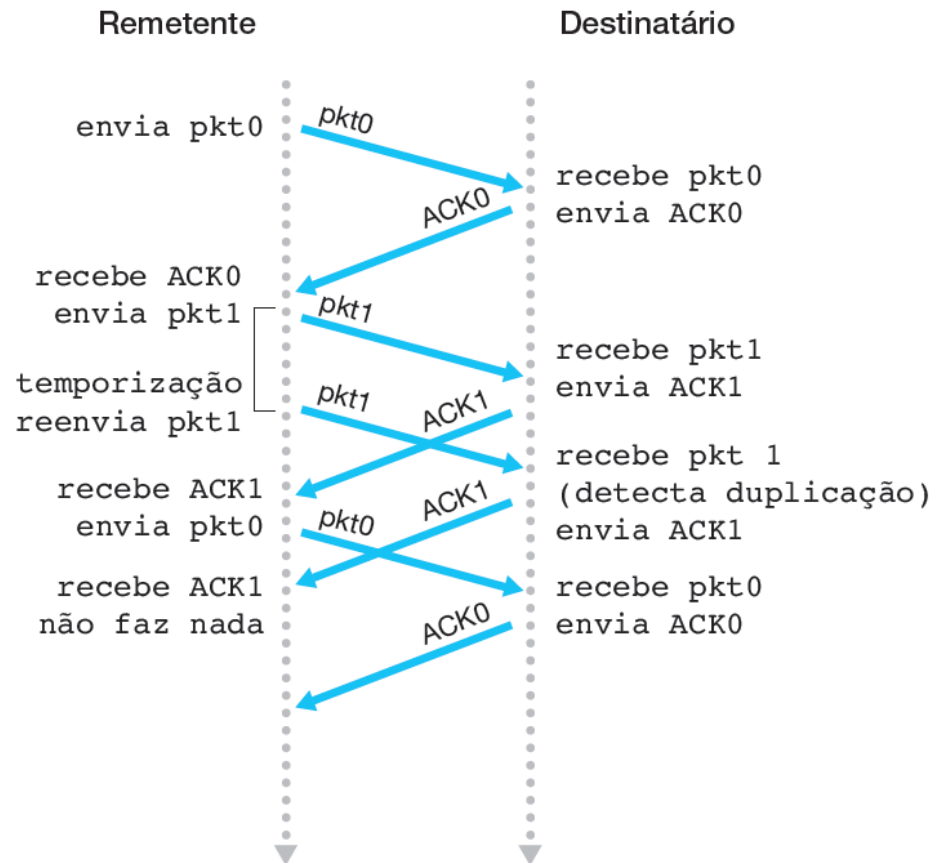 Remetente
Destinatário
envia pkt0
pkt0
recebe pkt0
envia ACK0
ACK0
recebe ACK0
envia pkt1
pkt1
recebe pkt1
envia ACK1
temporização
reenvia pkt1
pkt1
ACK1
recebe pkt 1
(detecta duplicação)
envia ACK1
recebe ACK1
envia pkt0
pkt0
ACK1
recebe ACK1
não faz nada
recebe pkt0
envia ACK0
ACK0